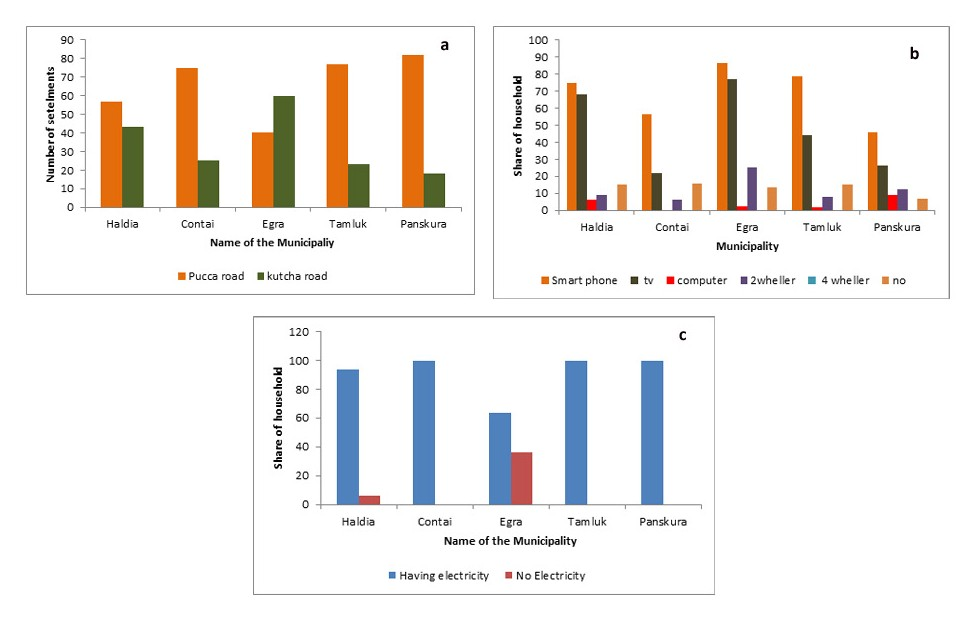 a
90
80
70
60
50
40
30
20
10
0
Number of setelments
Haldia Contai Egra Tamluk Panskura
Name of the Municipaliy
Pucca road kutcha road
b
100
90
80
70
60
50
40
30
20
10
0
Share of household
Haldia Contai Egra Tamluk Panskura
Municipality
Smart phone tv computer 2wheller 4 wheller no
c
120
100
80
60
40
20
0
Share of household
Haldia Contai Egra Tamluk Panskura
Name of the Municipality
Having electricity No Electricity